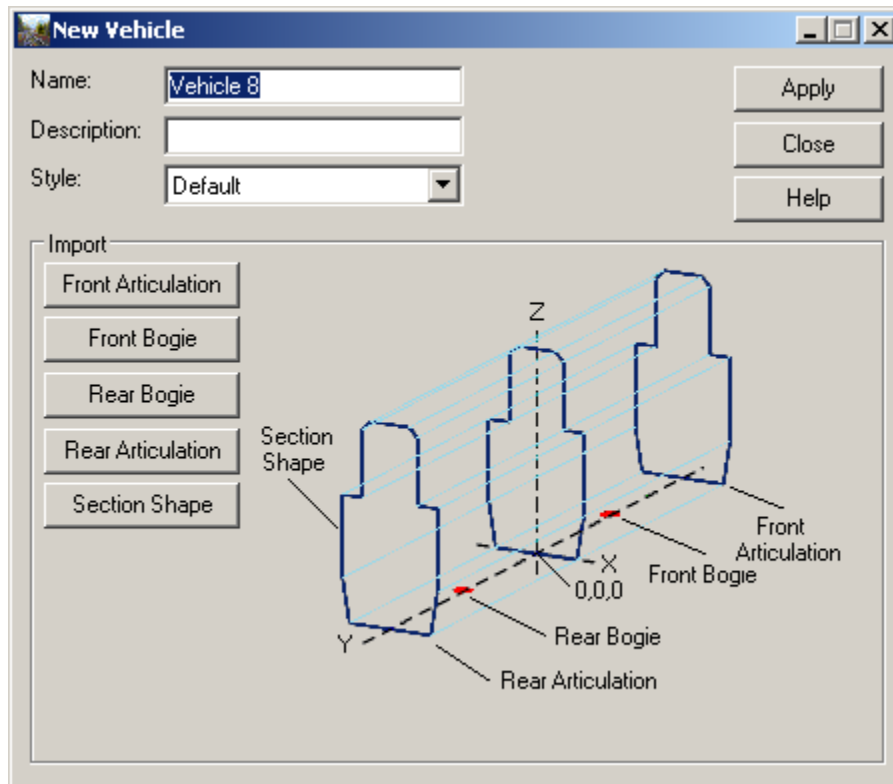 New Vehicle
Name:
Vehicle 8
Apply
Description:
Close
Style:
Default
Help
Import
Front Articulation
Front Bogie
Rear Bogie
Rear Articulation
Section Shape
Z
Section
Shape
Front
Articulation
X
Front Bogie
0,0,0
Rear Bogie
Y
Rear Articulation